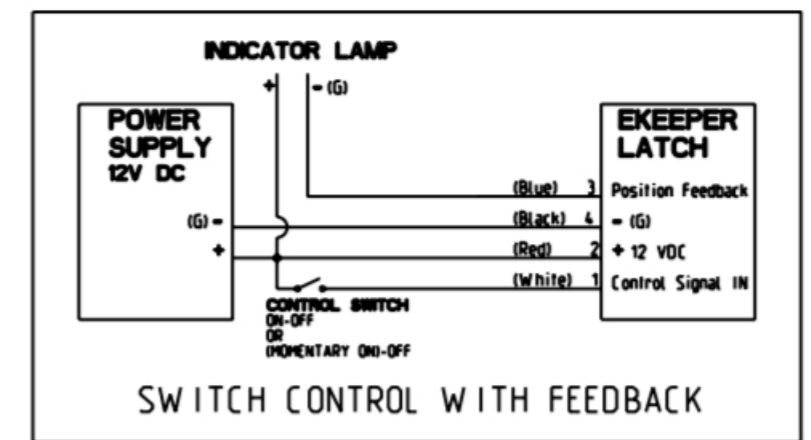 INDICATOR LAMP
+ - (G)
POWER
SUPPLY
12V DC
EKEEPER
LATCH
(Blue) 3 Position Feedback
(G) - (Black) 4 - (G)
+ (Red) 2 + 12 VDC
(White) 1 Control Signal IN
CONTROL SWITCH
ON-OFF
OR
(MOMENTARY ON)-OFF
SWITCH CONTROL WITH FEEDBACK